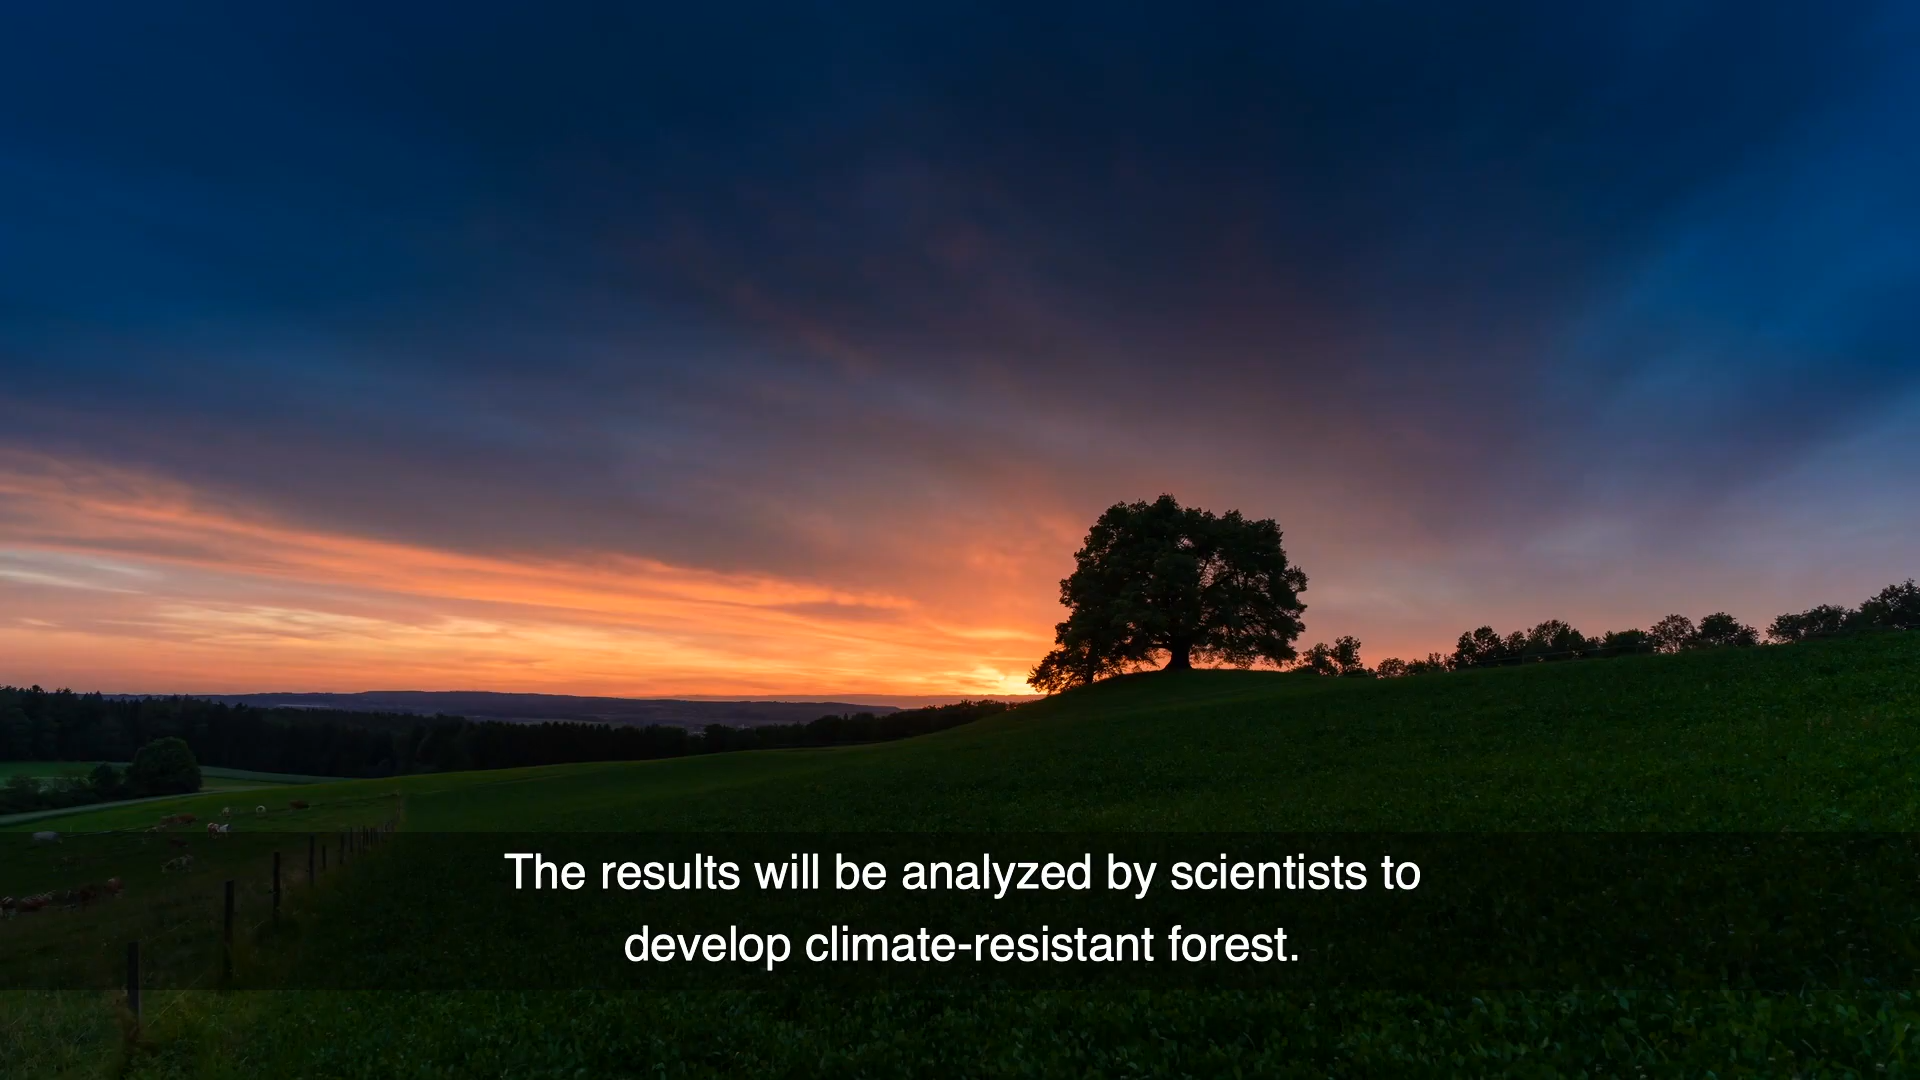 The results will be analyzed by scientists to
develop climate-resistant forest.